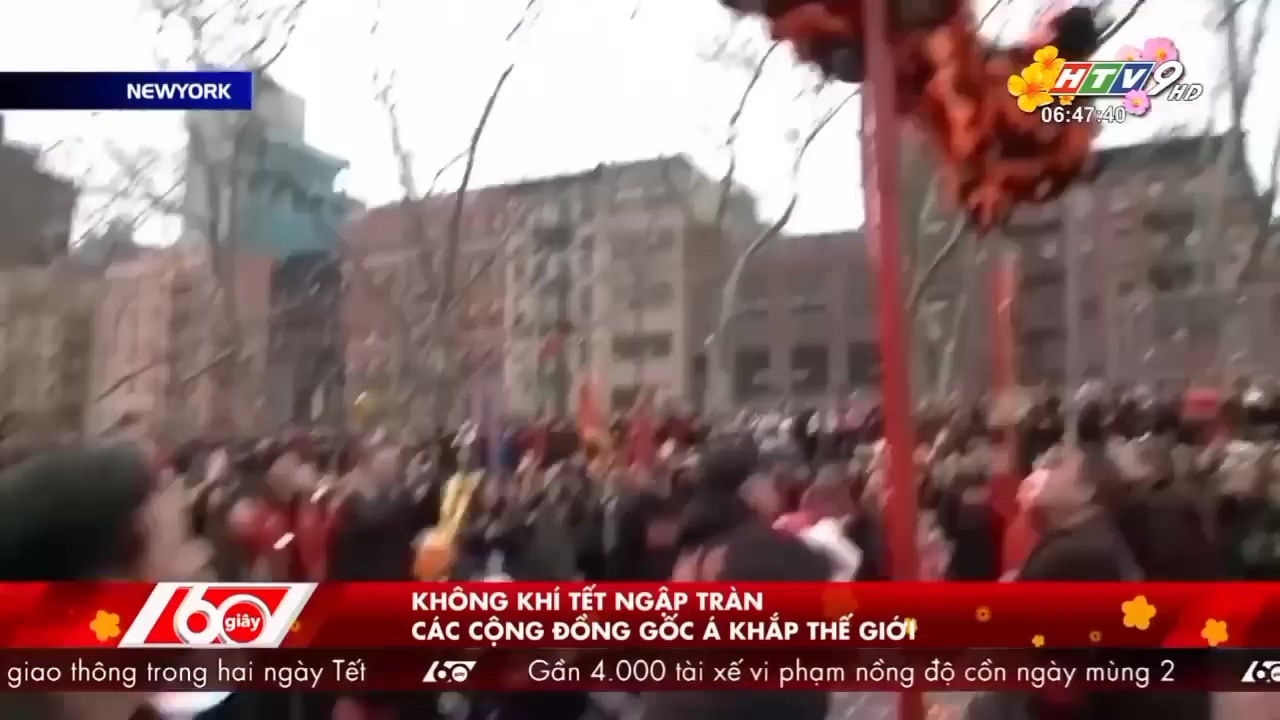 NEWYORK
HTV9 HD
06:47:40
60 giây
KHÔNG KHÍ TẾT NGẬP TRÀN
CÁC CỘNG ĐỒNG GỐC Á KHẮP THẾ GIỚI
giao thông trong hai ngày Tết 60 giây Gần 4.000 tài xế vi phạm nồng độ cồn ngày mùng 2